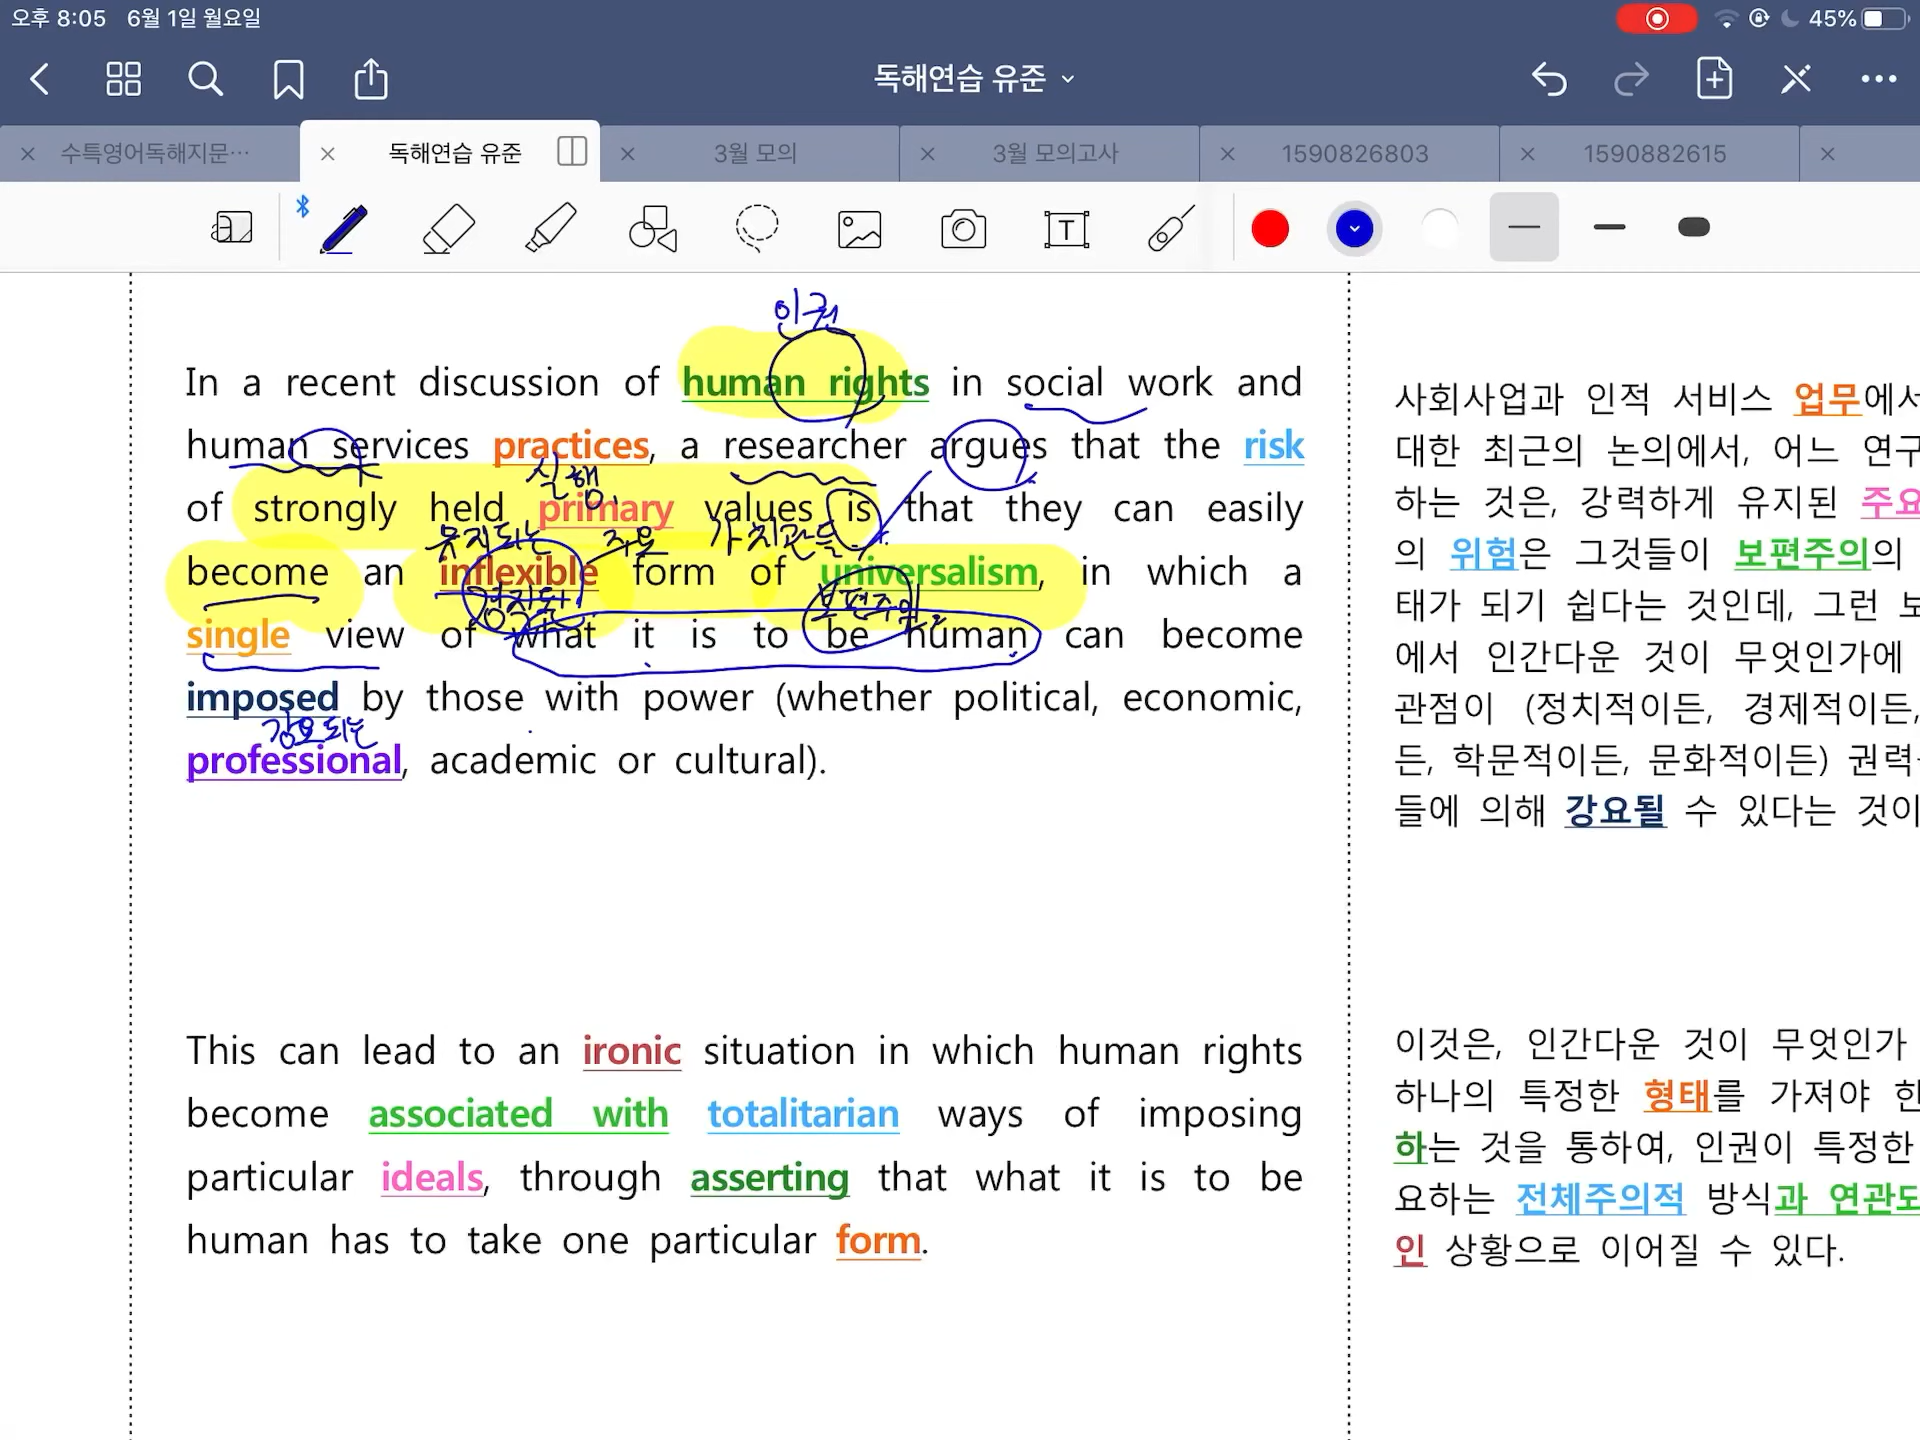 오후 8:05 6월 1일 월요일
45%
독해연습 유준
수특영어독해지문…
독해연습 유준
3월 모의
3월 모의고사
1590826803
1590882615
인권
In a recent discussion of human rights in social work and
human services practices, a researcher argues that the risk
실행
of strongly held primary values is that they can easily
유지되는 주요 가치관들
become an inflexible form of universalism, in which a
경직된 보편주의
single view of what it is to be human can become
imposed by those with power (whether political, economic,
강요되는
professional, academic or cultural).
This can lead to an ironic situation in which human rights
become associated with totalitarian ways of imposing
particular ideals, through asserting that what it is to be
human has to take one particular form.
사회사업과 인적 서비스 업무에서
대한 최근의 논의에서, 어느 연구
하는 것은, 강력하게 유지된 주요
의 위험은 그것들이 보편주의의
태가 되기 쉽다는 것인데, 그런 보
에서 인간다운 것이 무엇인가에
관점이 (정치적이든, 경제적이든,
든, 학문적이든, 문화적이든) 권력
들에 의해 강요될 수 있다는 것이
이것은, 인간다운 것이 무엇인가
하나의 특정한 형태를 가져야 한
하는 것을 통하여, 인권이 특정한
요하는 전체주의적 방식과 연관되
인 상황으로 이어질 수 있다.